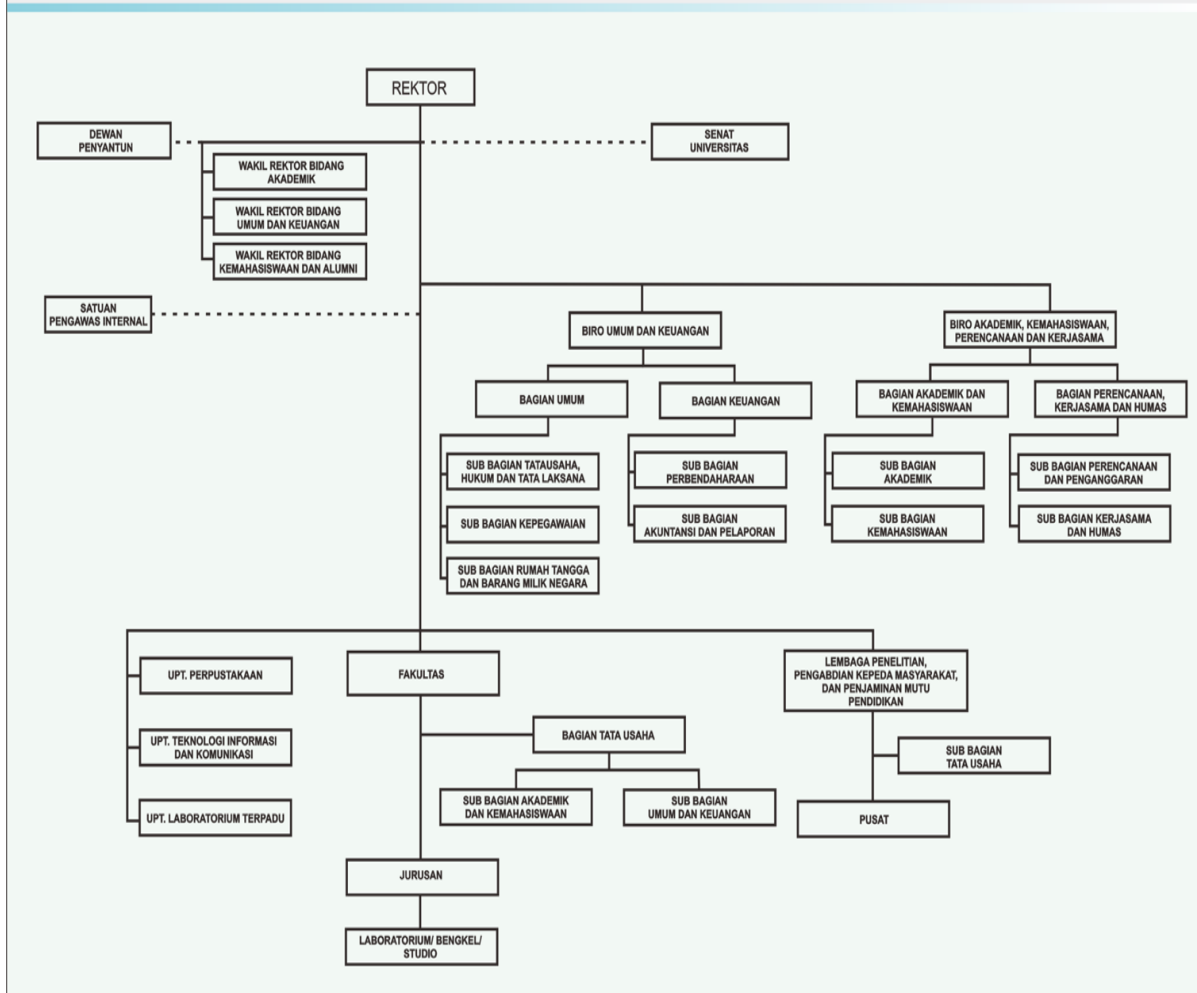 REKTOR
DEWAN
PENYANTUN
SENAT
UNIVERSITAS
WAKIL REKTOR BIDANG
AKADEMIK
WAKIL REKTOR BIDANG
UMUM DAN KEUANGAN
WAKIL REKTOR BIDANG
KEMAHASISWAAN DAN ALUMNI
SATUAN
PENGAWAS INTERNAL
BIRO UMUM DAN KEUANGAN
BIRO AKADEMIK, KEMAHASISWAAN,
PERENCANAAN DAN KERJASAMA
BAGIAN UMUM
BAGIAN KEUANGAN
BAGIAN AKADEMIK DAN
KEMAHASISWAAN
BAGIAN PERENCANAAN,
KERJASAMA DAN HUMAS
SUB BAGIAN TATAUSAHA,
HUKUM DAN TATA LAKSANA
SUB BAGIAN
PERBENDAHARAAN
SUB BAGIAN
AKADEMIK
SUB BAGIAN PERENCANAAN
DAN PENGANGGARAN
SUB BAGIAN KEPEGAWAIAN
SUB BAGIAN
AKUNTANSI DAN PELAPORAN
SUB BAGIAN
KEMAHASISWAAN
SUB BAGIAN KERJASAMA
DAN HUMAS
SUB BAGIAN RUMAH TANGGA
DAN BARANG MILIK NEGARA
UPT. PERPUSTAKAAN
FAKULTAS
LEMBAGA PENELITIAN,
PENGABDIAN KEPEDA MASYARAKAT,
DAN PENJAMINAN MUTU
PENDIDIKAN
UPT. TEKNOLOGI INFORMASI
DAN KOMUNIKASI
BAGIAN TATA USAHA
SUB BAGIAN
TATA USAHA
UPT. LABORATORIUM TERPADU
SUB BAGIAN AKADEMIK
DAN KEMAHASISWAAN
SUB BAGIAN
UMUM DAN KEUANGAN
PUSAT
JURUSAN
LABORATORIUM/ BENGKEL/
STUDIO